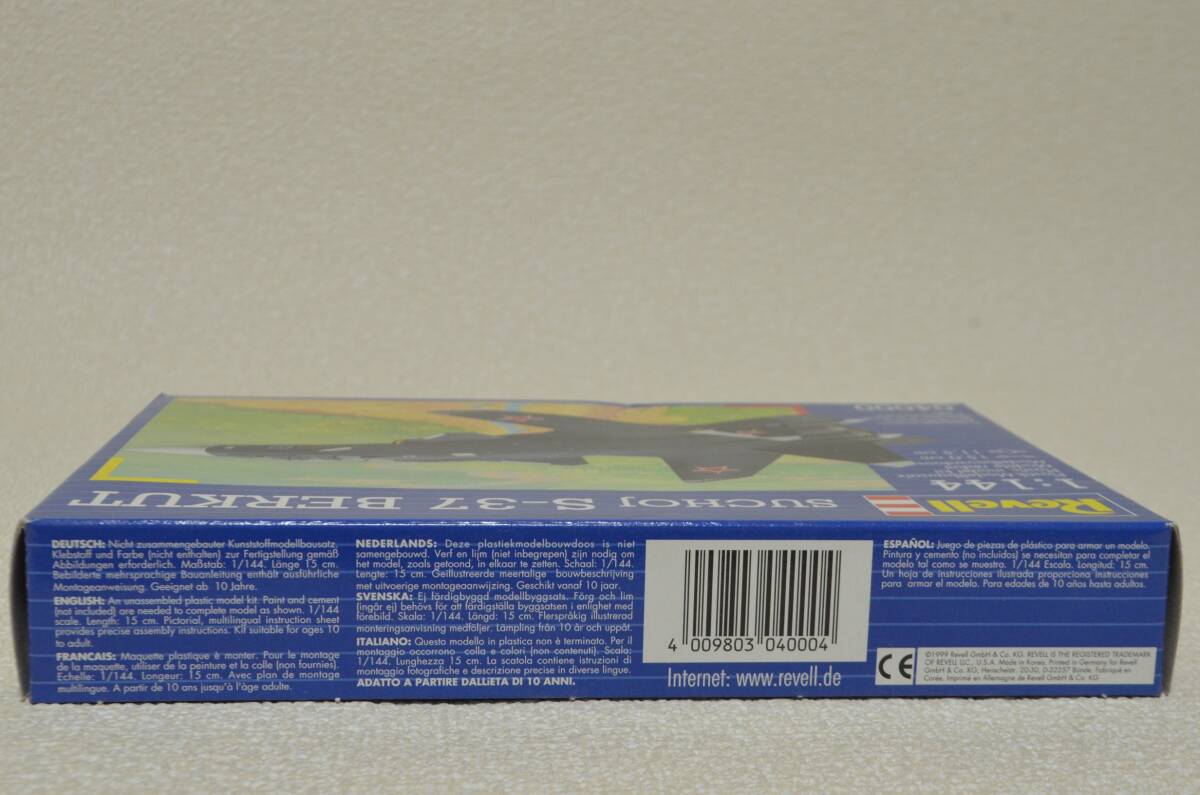 SUCHOJ S-37 BERKUT
Revell
1:144
04000
DEUTSCH: Nicht zusammengebauter Kunststoffmodellbausatz,
Klebstoff und Farbe (nicht enthalten) zur Fertigstellung gemäß
Abbildungen erforderlich. Maßstab: 1/144. Länge 15 cm.
Bebilderte mehrsprachige Bauanleitung enthält ausführliche
Montageanweisung. Geeignet ab 10 Jahre.
ENGLISH: An unassembled plastic model kit. Paint and cement
(not included) are needed to complete model as shown. 1/144
scale. Length: 15 cm. Pictorial, multilingual instruction sheet
provides precise assembly instructions. Kit suitable for ages 10
to adult.
FRANCAIS: Maquette plastique à monter. Pour le montage
de la maquette, utiliser de la peinture et la colle (non fournies).
Echelle: 1/144. Longeur: 15 cm. Avec plan de montage
multilingue. A partir de 10 ans jusqu'à l'âge adulte.
NEDERLANDS: Deze plastiekmodelbouwdoos is niet
samengebouwd. Verf en lijm (niet inbegrepen) zijn nodig om
het model, zoals getoond, in elkaar te zetten. Schaal: 1/144.
Lengte: 15 cm. Geillustreerde meertalige bouwbeschrijving
met uitvoerige montageanwijzing. Geschikt vanaf 10 jaar.
SVENSKA: Ej färdigbyggd modellbyggsats. Färg och lim
(ingår ej) behövs för att färdigställa byggsatsen i enlighet med
förebild. Skala: 1/144. Längd: 15 cm. Flerspråkig illustrerad
monteringsanvisning medföljer. Lämpling från 10 år och uppåt.
ITALIANO: Questo modello in plastica non è terminato. Per il
montaggio occorrono colla e colori (non contenuti). Scala:
1/144. Lunghezza 15 cm. La scatola contiene istruzioni di
montaggio fotografiche e descrizione precise in diverse lingue.
ADATTO A PARTIRE DALLIETA DI 10 ANNI.
4 009803 040004
Internet: www.revell.de
ESPAÑOL: Juego de piezas de plástico para armar un modelo.
Pintura y cemento (no incluidos) se necesitan para completar el
modelo tal como se muestra. 1/144 Escala. Longitud: 15 cm.
Un hoja de instrucciones ilustrada proporciona instrucciones
para armar el modelo. Para edades de 10 años hasta adultos.
CE
©1999 Revell GmbH & Co. KG. REVELL IS THE REGISTERED TRADEMARK
OF REVELL LLC., U.S.A. Made in Korea. Printed in Germany for Revell
GmbH & Co. KG, Henschelstr. 20-30, D-32257 Bünde. Fabriqué en
Corée. Imprimé en Allemagne de Revell GmbH & Co. KG